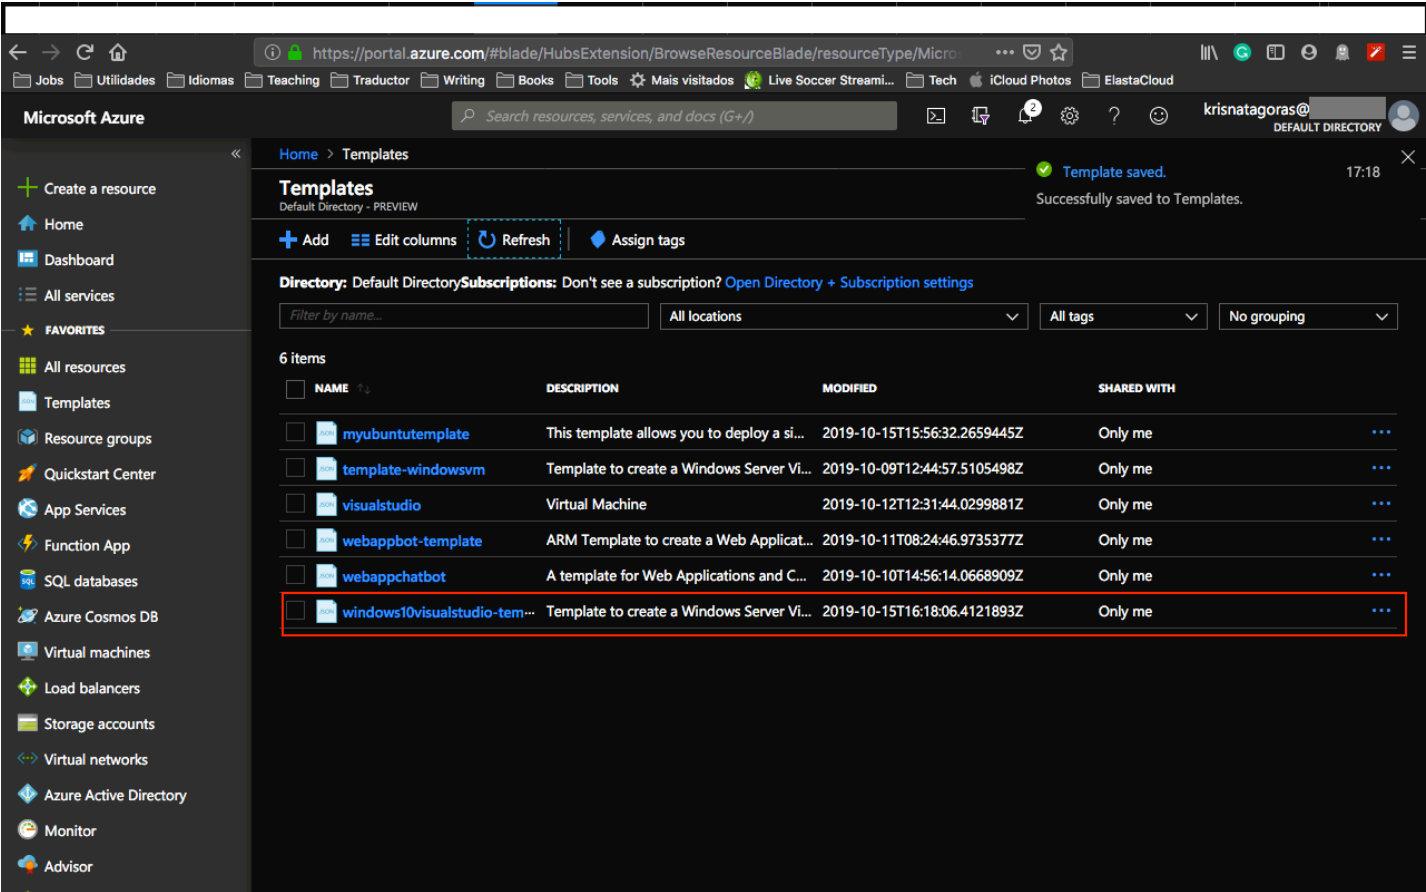 https://portal.azure.com/#blade/HubsExtension/BrowseResourceBlade/resourceType/Micro
Jobs Utilidades Idiomas Teaching Traductor Writing Books Tools Mais visitados Live Soccer Streami... Tech iCloud Photos ElastaCloud
Microsoft Azure
Search resources, services, and docs (G+/)
2
krisnatagoras@
DEFAULT DIRECTORY
Create a resource
Home
Dashboard
All services
FAVORITES
All resources
Templates
Resource groups
Quickstart Center
App Services
Function App
SQL databases
Azure Cosmos DB
Virtual machines
Load balancers
Storage accounts
Virtual networks
Azure Active Directory
Monitor
Advisor
Home > Templates
Templates
Default Directory - PREVIEW
Template saved. 17:18
Successfully saved to Templates.
Add Edit columns Refresh Assign tags
Directory: Default DirectorySubscriptions: Don't see a subscription? Open Directory + Subscription settings
Filter by name... All locations All tags No grouping
6 items
NAME DESCRIPTION MODIFIED SHARED WITH
myubuntutemplate This template allows you to deploy a si... 2019-10-15T15:56:32.2659445Z Only me
template-windowsvm Template to create a Windows Server Vi... 2019-10-09T12:44:57.5105498Z Only me
visualstudio Virtual Machine 2019-10-12T12:31:44.0299881Z Only me
webappbot-template ARM Template to create a Web Applicat... 2019-10-11T08:24:46.9735377Z Only me
webappchatbot A template for Web Applications and C... 2019-10-10T14:56:14.0668909Z Only me
windows10visualstudio-tem... Template to create a Windows Server Vi... 2019-10-15T16:18:06.4121893Z Only me